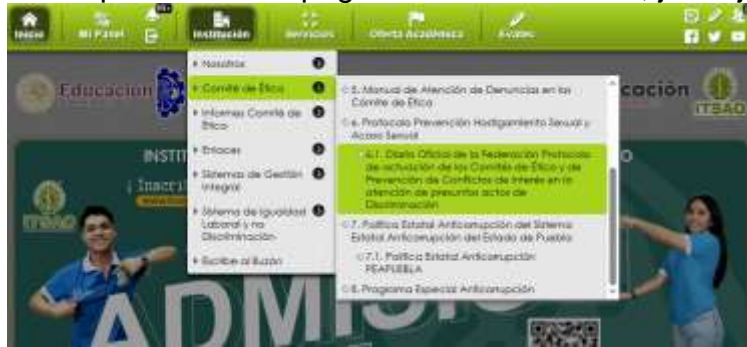 Inicio
Mi Panel
Institución
Servicios
Oferta Académica
Nosotros
Comité de Ética
Informes Comité de
Ética
Enlaces
Sistemas de Gestión
Integral
Sistema de Igualdad
Laboral y no
Discriminación
Escribe al Buzón
5. Manual de Atención de Denuncias en los
Comité de Ética
6. Protocolo Prevención Hostigamiento Sexual y
Acoso Sexual
6.1. Diario Oficial de la Federación Protocolo
de actuación de los Comités de Ética y de
Prevención de Conflictos de Interés en la
atención de presuntos actos de
Discriminación
7. Política Estatal Anticorrupción del Sistema
Estatal Anticorrupción del Estado de Puebla
7.1. Política Estatal Anticorrupción
PEAPUEBLA
8. Programa Especial Anticorrupción
Educación
cación
ITSAO
INSTIT
O
¡Inscrí
ADMISIÓ